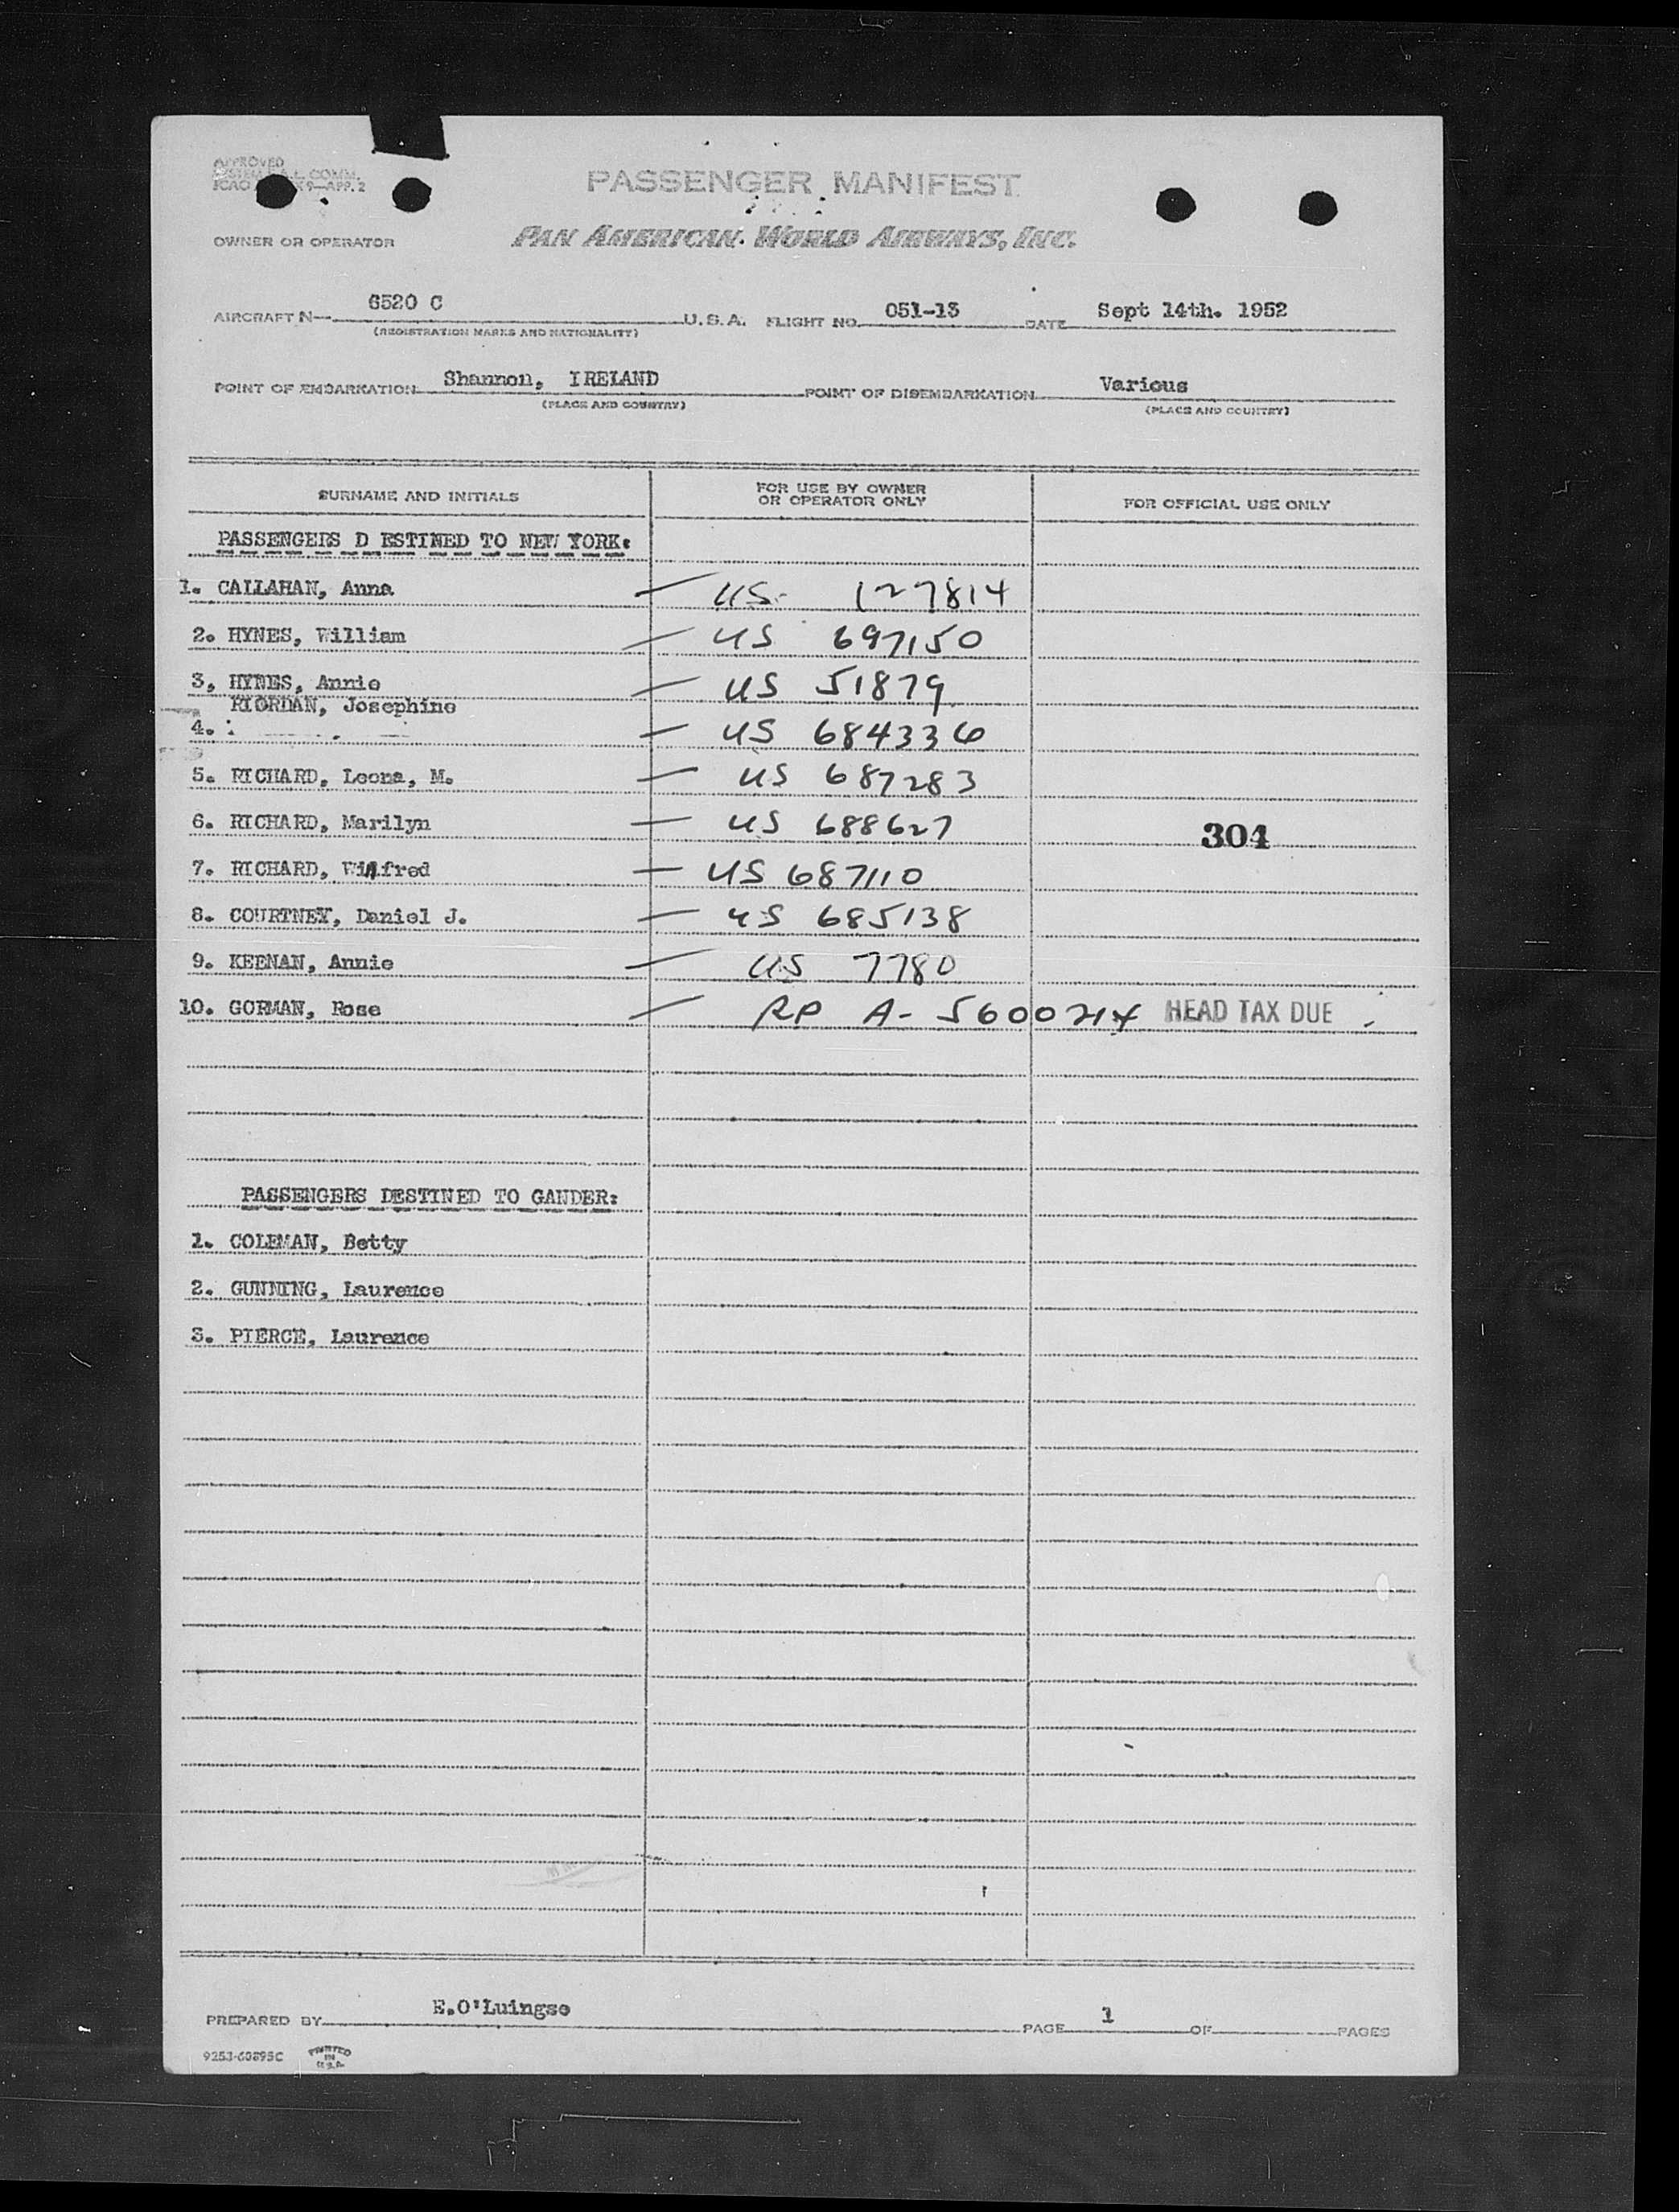 APPROVED
PASSENGER MANIFEST
OWNER OR OPERATOR
PAN AMERICAN WORLD AIRWAYS, INC.
AIRCRAFT N— 6520 C U.S.A. FLIGHT NO. 051-13 DATE Sept 14th. 1952
(REGISTRATION MARKS AND NATIONALITY)
POINT OF EMBARKATION Shannon, IRELAND POINT OF DISEMBARKATION Various
(PLACE AND COUNTRY) (PLACE AND COUNTRY)
SURNAME AND INITIALS FOR USE BY OWNER OR OPERATOR ONLY FOR OFFICIAL USE ONLY
PASSENGERS D ESTINED TO NEW YORK:
1. CALLAHAN, Anna — US 127814
2. HYNES, William — US 697150
3, HYNES, Annie — US 51879
RIORDAN, Josephine
4. — US 684336
5. RICHARD, Leona, M. — US 687283
6. RICHARD, Marilyn — US 688627 304
7. RICHARD, Wilfred — US 687110
8. COURTNEY, Daniel J. — US 685138
9. KEENAN, Annie — US 7780
10. GORMAN, Rose — RP A- 5600214 HEAD TAX DUE
PASSENGERS DESTINED TO GANDER:
1. COLEMAN, Betty
2. GUNNING, Laurence
3. PIERCE, Laurence
PREPARED BY E.O'Luingse PAGE 1 OF PAGES
9253-60895C PRINTED IN U.S.A.